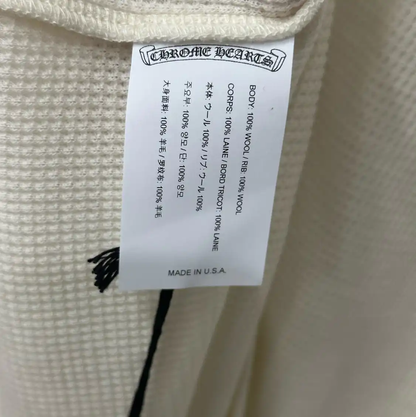 CHROME HEARTS
BODY: 100% WOOL / RIB: 100% WOOL
CORPS: 100% LAINE / BORD TRICOT: 100% LAINE
本体: ウール 100% / リブ: ウール 100%
주요부: 100% 양모 / 단: 100% 양모
大身面料: 100% 羊毛 / 罗纹布: 100% 羊毛
MADE IN U.S.A.